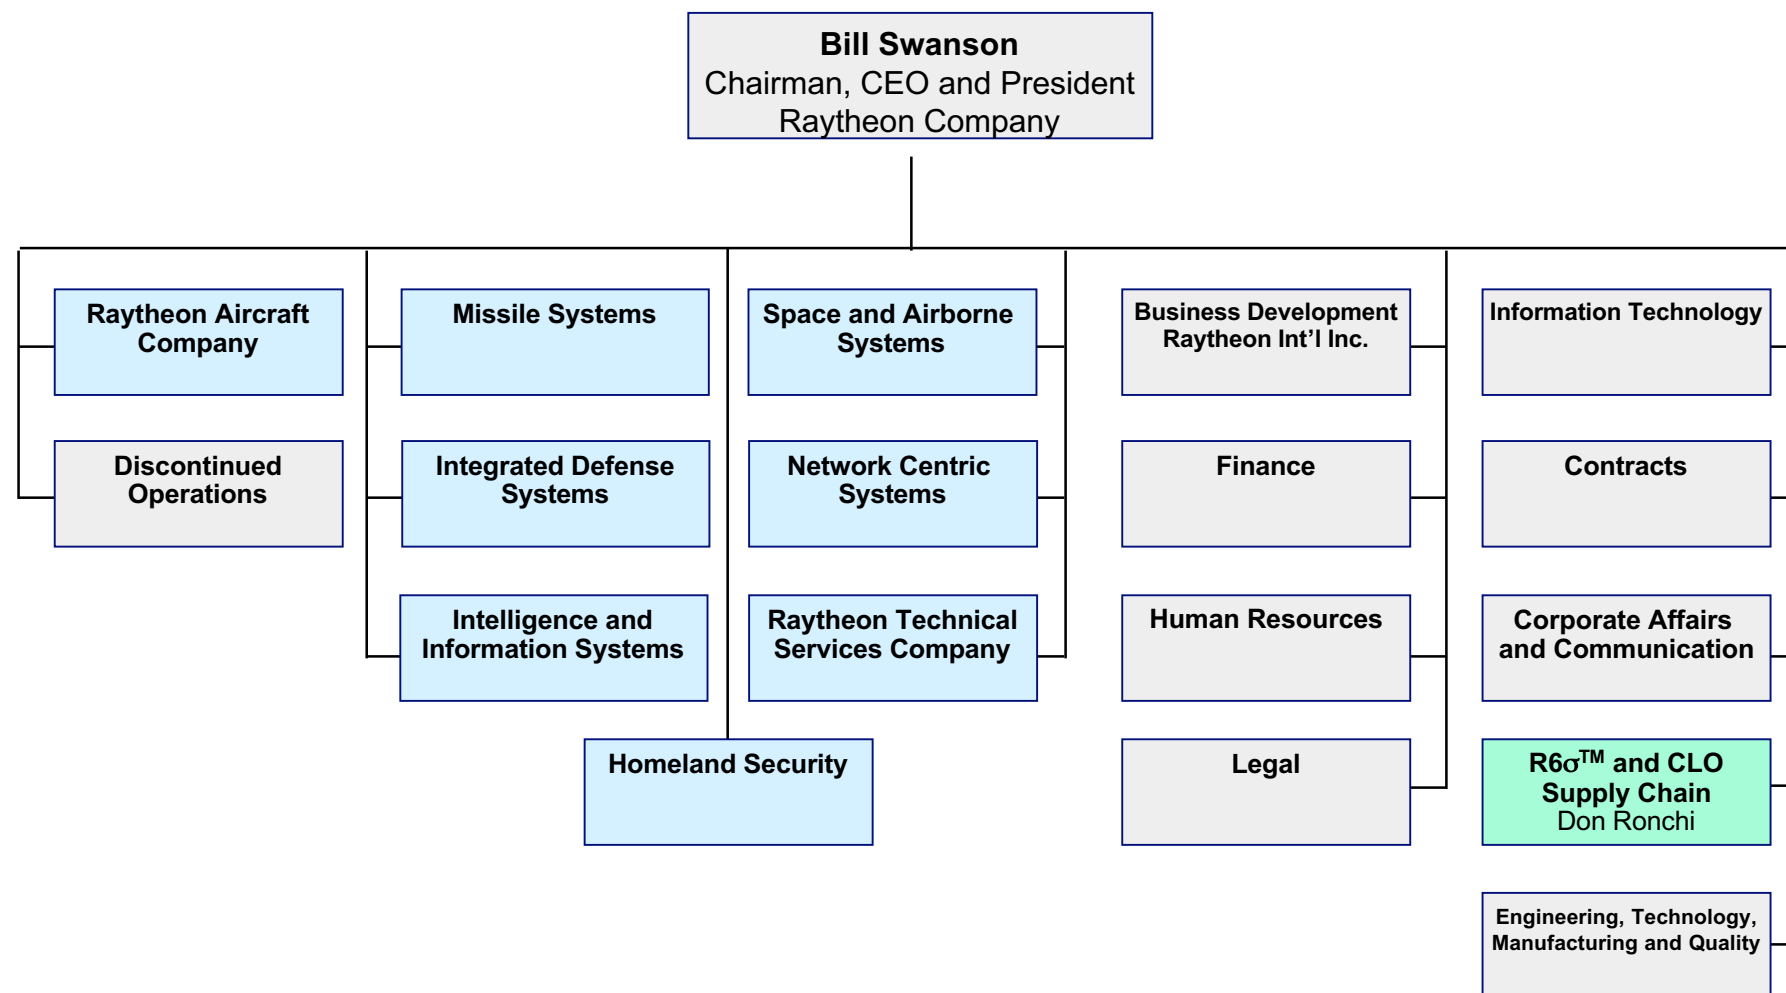 Bill Swanson
Chairman, CEO and President
Raytheon Company
Raytheon Aircraft
Company
Missile Systems
Space and Airborne
Systems
Business Development
Raytheon Int’l Inc.
Information Technology
Discontinued
Operations
Integrated Defense
Systems
Network Centric
Systems
Finance
Contracts
Intelligence and
Information Systems
Raytheon Technical
Services Company
Human Resources
Corporate Affairs
and Communication
Homeland Security
Legal
R6σTM and CLO
Supply Chain
Don Ronchi
Engineering, Technology,
Manufacturing and Quality